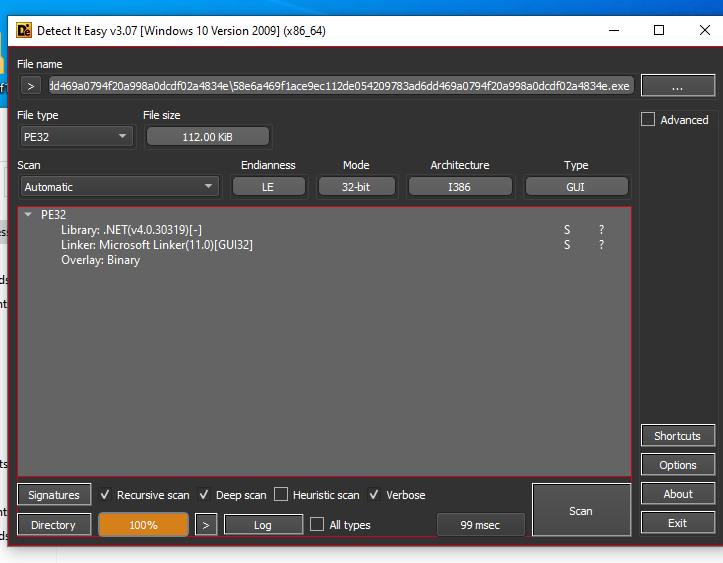 Detect It Easy v3.07 [Windows 10 Version 2009] (x86_64)
File name
> dd469a0794f20a998a0dcdf02a4834e\58e6a469f1ace9ec112de054209783ad6dd469a0794f20a998a0dcdf02a4834e.exe ...
File type File size
PE32 112.00 KiB
Advanced
Scan Endianness Mode Architecture Type
Automatic LE 32-bit I386 GUI
PE32
Library: .NET(v4.0.30319)[-] S ?
Linker: Microsoft Linker(11.0)[GUI32] S ?
Overlay: Binary
Shortcuts
Options
About
Exit
Signatures Recursive scan Deep scan Heuristic scan Verbose
Directory 100% > Log All types 99 msec Scan